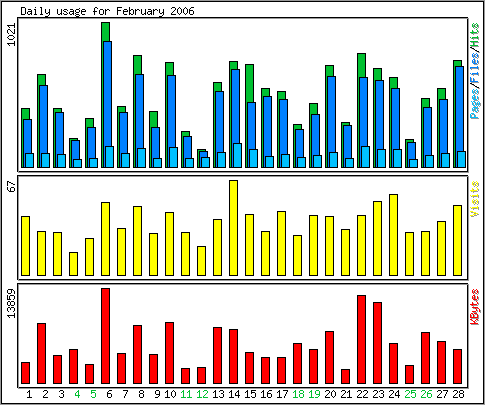 Daily usage for February 2006
1021
Pages/Files/Hits
67
Visits
13859
KBytes
1 2 3 4 5 6 7 8 9 10 11 12 13 14 15 16 17 18 19 20 21 22 23 24 25 26 27 28